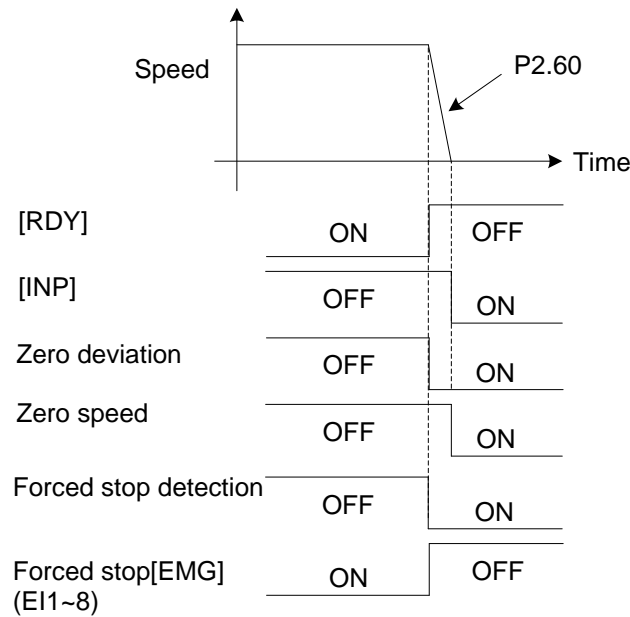 Speed
P2.60
Time
[RDY]
ON
OFF
[INP]
OFF
ON
Zero deviation
OFF
ON
Zero speed
OFF
ON
Forced stop detection
OFF
ON
Forced stop[EMG]
ON
OFF
(EI1~8)